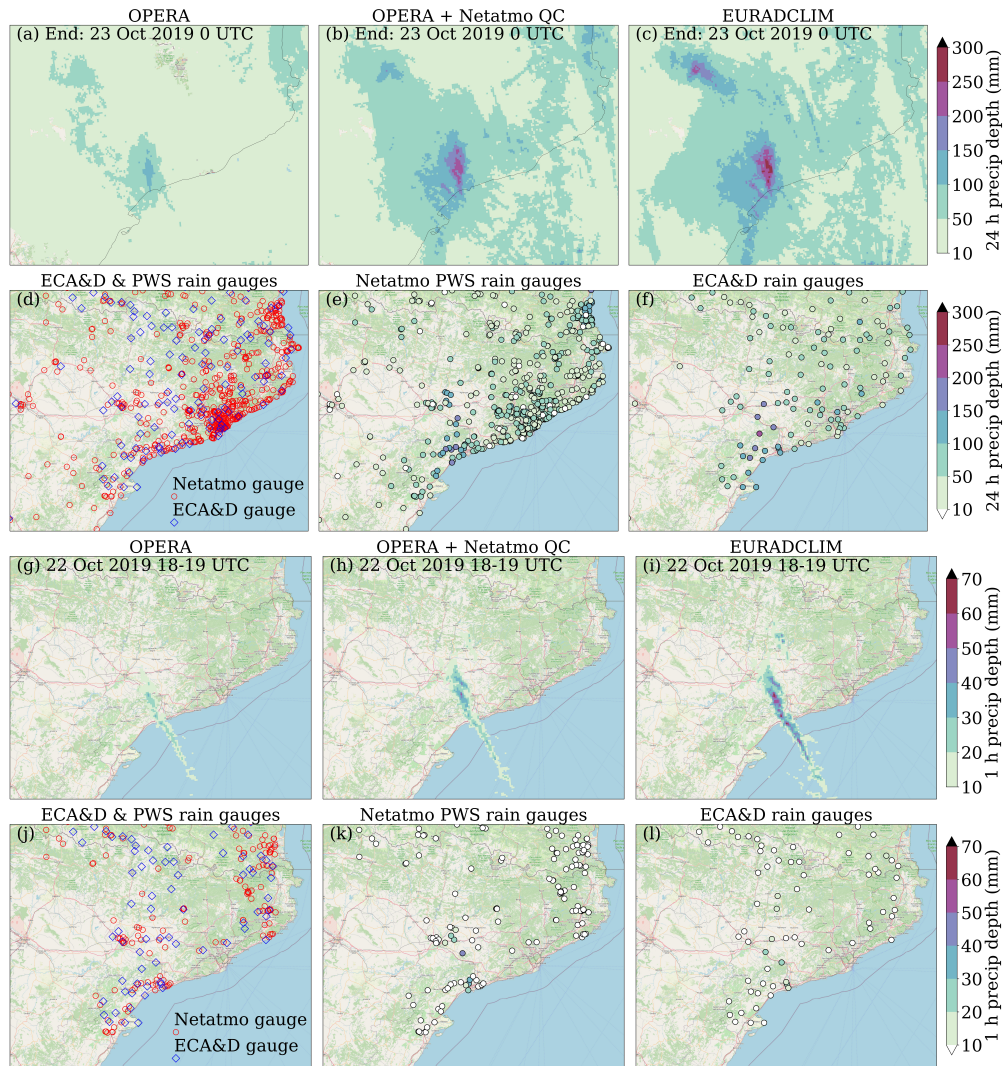 OPERA
OPERA + Netatmo QC
EURADCLIM
(a) End: 23 Oct 2019 0 UTC
(b) End: 23 Oct 2019 0 UTC
(c) End: 23 Oct 2019 0 UTC
300
250
200
150
100
50
10
24 h precip depth (mm)
ECA&D & PWS rain gauges
Netatmo PWS rain gauges
ECA&D rain gauges
(d)
(e)
(f)
Netatmo gauge
ECA&D gauge
300
250
200
150
100
50
10
24 h precip depth (mm)
OPERA
OPERA + Netatmo QC
EURADCLIM
(g) 22 Oct 2019 18-19 UTC
(h) 22 Oct 2019 18-19 UTC
(i) 22 Oct 2019 18-19 UTC
70
60
50
40
30
20
10
1 h precip depth (mm)
ECA&D & PWS rain gauges
Netatmo PWS rain gauges
ECA&D rain gauges
(j)
(k)
(l)
Netatmo gauge
ECA&D gauge
70
60
50
40
30
20
10
1 h precip depth (mm)